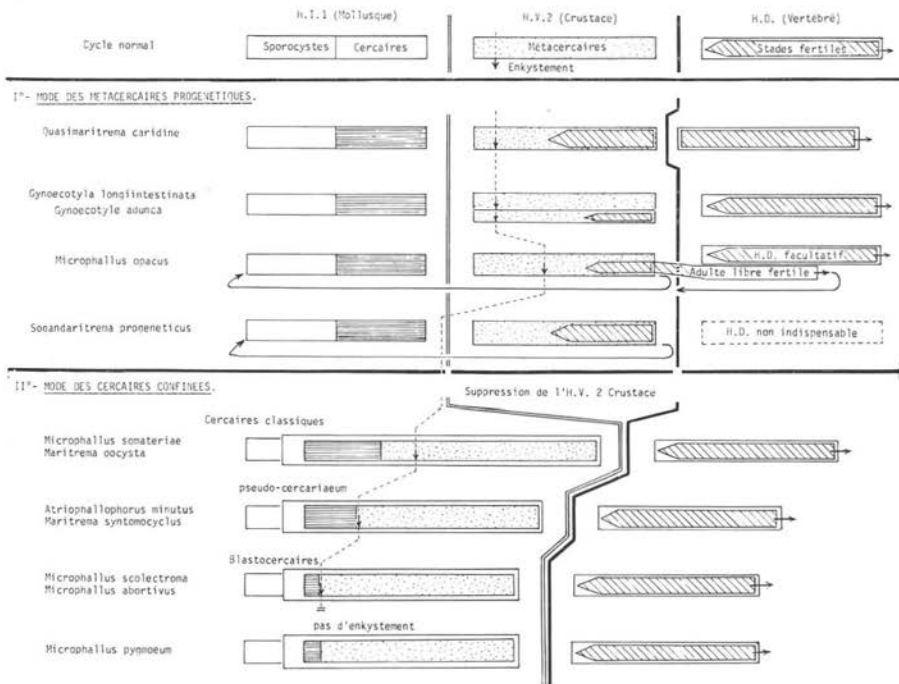 H.I.1 (Mollusque) H.V.2 (Crustace) H.D. (Vertébré)
Cycle normal Sporocystes Cercaires Métacercaires Stades fertiles
Enkystement
I°- MODE DES METACERCAIRES PROGENETIQUES.
Quasimaritrema caridine
Gynoecotyla longiintestinata
Gynoecotyle adunca
Microphallus opacus H.D. facultatif
Adulte libre fertile
Sogandaritrema progeneticus H.D. non indispensable
II°- MODE DES CERCAIRES CONFINEES.
Suppression de l'H.V. 2 Crustace
Cercaires classiques
Microphallus somateriae
Maritrema oocysta
pseudo-cercariaeum
Atriophallophorus minutus
Maritrema syntomocyclus
Blastocercaires
Microphallus scolectroma
Microphallus abortivus
pas d'enkystement
Microphallus pygmoeum